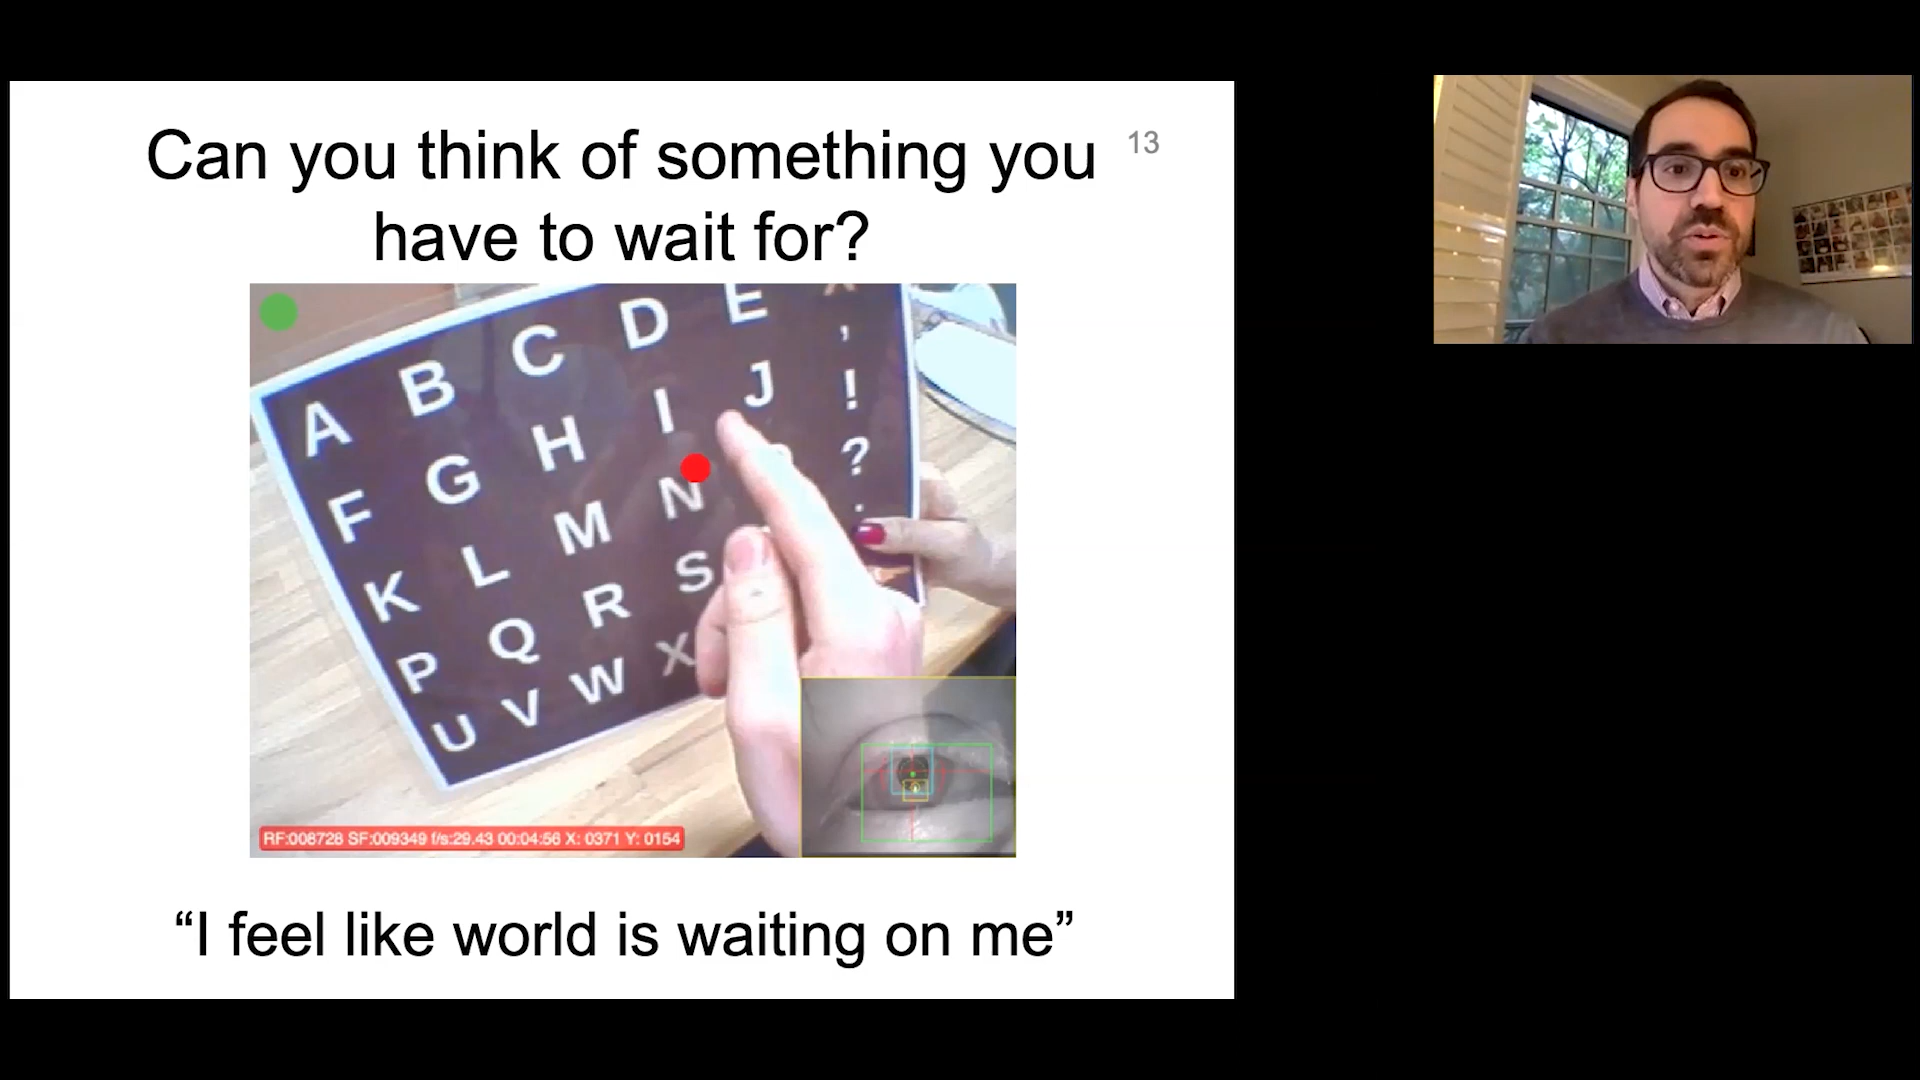 Can you think of something you
have to wait for?
13
A B C D E
F G H I J !
K L M N ?
P Q R S .
U V W X
RF:008728 SF:009349 f/s:29.43 00:04:56 X: 0371 Y: 0154
“I feel like world is waiting on me”